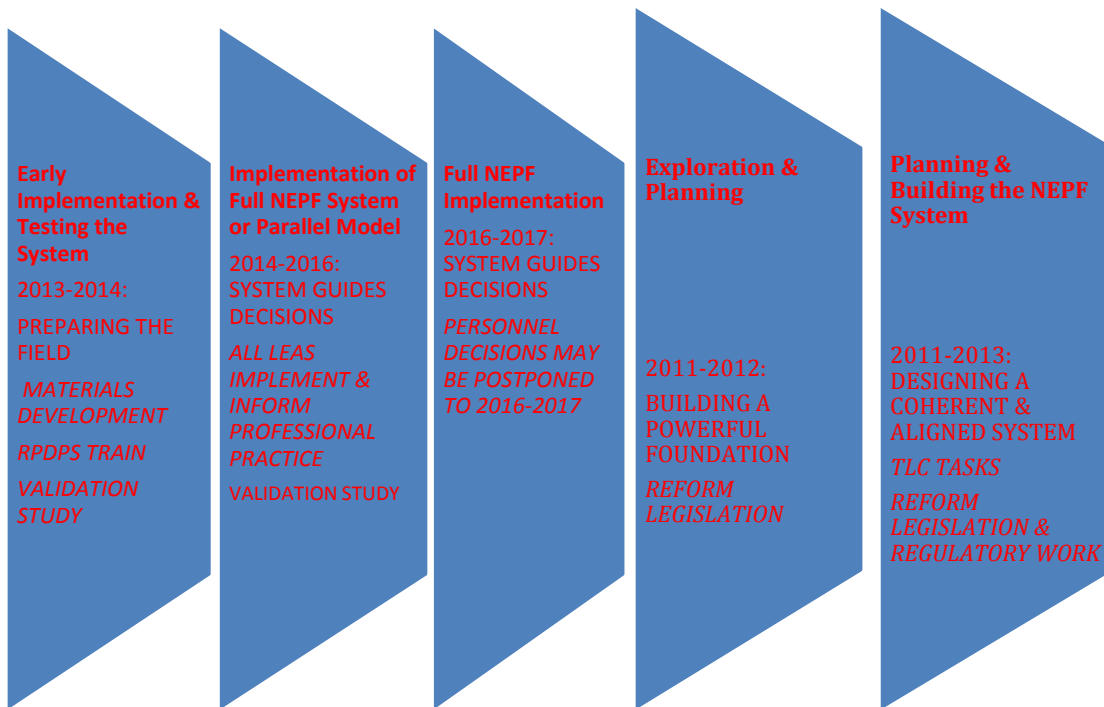 Early
Implementation &
Testing the
System
2013-2014:
PREPARING THE
FIELD
MATERIALS
DEVELOPMENT
RPDPS TRAIN
VALIDATION
STUDY
Implementation of
Full NEPF System
or Parallel Model
2014-2016:
SYSTEM GUIDES
DECISIONS
ALL LEAS
IMPLEMENT &
INFORM
PROFESSIONAL
PRACTICE
VALIDATION STUDY
Full NEPF
Implementation
2016-2017:
SYSTEM GUIDES
DECISIONS
PERSONNEL
DECISIONS MAY
BE POSTPONED
TO 2016-2017
Exploration &
Planning
2011-2012:
BUILDING A
POWERFUL
FOUNDATION
REFORM
LEGISLATION
Planning &
Building the NEPF
System
2011-2013:
DESIGNING A
COHERENT &
ALIGNED SYSTEM
TLC TASKS
REFORM
LEGISLATION &
REGULATORY WORK